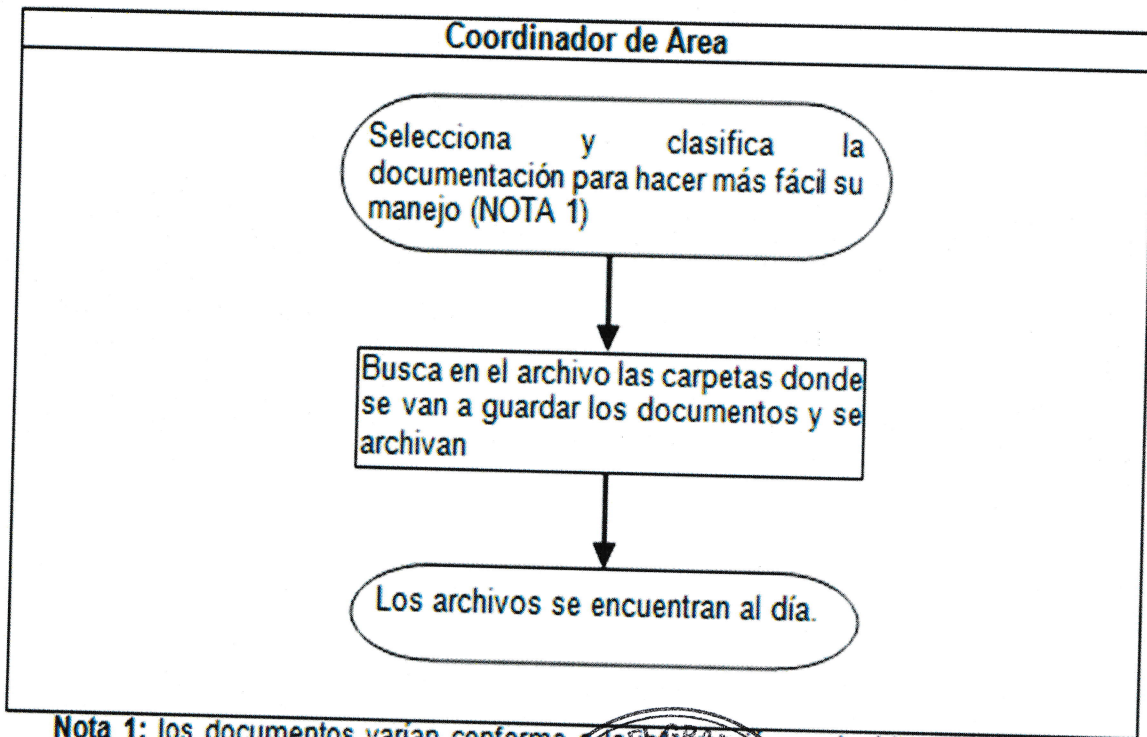 Coordinador de Area
Selecciona y clasifica la
documentación para hacer más fácil su
manejo (NOTA 1)
Busca en el archivo las carpetas donde
se van a guardar los documentos y se
archivan
Los archivos se encuentran al día.
Nota 1: los documentos varían conforme